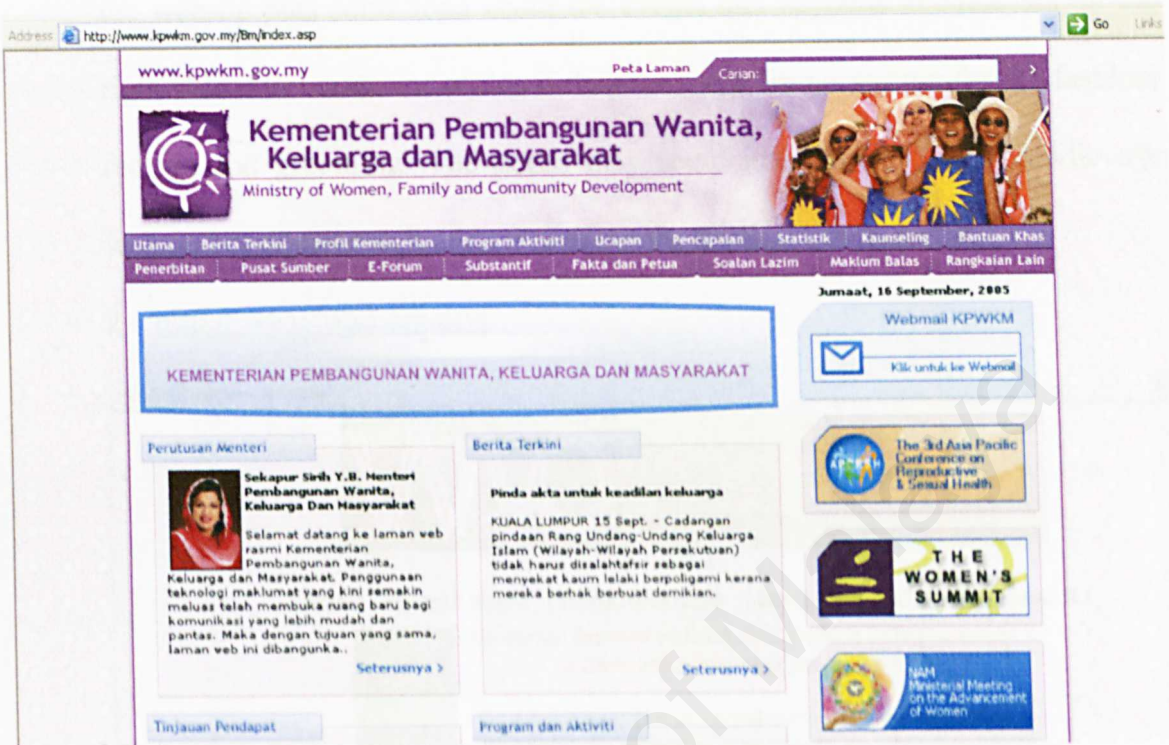 Address http://www.kpwkm.gov.my/Bm/index.asp Go Links
www.kpwkm.gov.my Peta Laman Carian:
Kementerian Pembangunan Wanita,
Keluarga dan Masyarakat
Ministry of Women, Family and Community Development
Utama Berita Terkini Profil Kementerian Program Aktiviti Ucapan Pencapaian Statistik Kaunseling Bantuan Khas
Penerbitan Pusat Sumber E-Forum Substantif Fakta dan Petua Soalan Lazim Maklum Balas Rangkaian Lain
Jumaat, 16 September, 2005
KEMENTERIAN PEMBANGUNAN WANITA, KELUARGA DAN MASYARAKAT
Webmail KPWKM
Klik untuk ke Webmail
Perutusan Menteri
Sekapur Sirih Y.B. Menteri
Pembangunan Wanita,
Keluarga Dan Masyarakat
Selamat datang ke laman web
rasmi Kementerian
Pembangunan Wanita,
Keluarga dan Masyarakat. Penggunaan
teknologi maklumat yang kini semakin
meluas telah membuka ruang baru bagi
komunikasi yang lebih mudah dan
pantas. Maka dengan tujuan yang sama,
laman web ini dibangunka..
Seterusnya >
Berita Terkini
Pinda akta untuk keadilan keluarga
KUALA LUMPUR 15 Sept. - Cadangan
pindaan Rang Undang-Undang Keluarga
Islam (Wilayah-Wilayah Persekutuan)
tidak harus disalahtafsir sebagai
menyekat kaum lelaki berpoligami kerana
mereka berhak berbuat demikian.
Seterusnya >
The 3rd Asia Pacific
Conference on
Reproductive
& Sexual Health
THE
WOMEN'S
SUMMIT
NAM
Ministerial Meeting
on the Advancement
of Women
Tinjauan Pendapat
Program dan Aktiviti
of Malaya